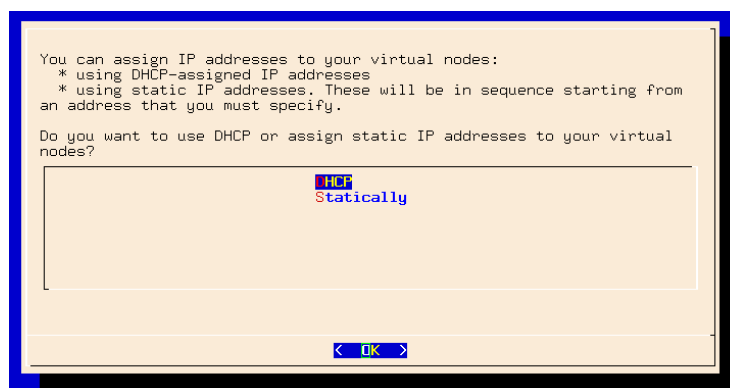 You can assign IP addresses to your virtual nodes:
* using DHCP-assigned IP addresses
* using static IP addresses. These will be in sequence starting from
an address that you must specify.
Do you want to use DHCP or assign static IP addresses to your virtual
nodes?
DHCP
Statically
< OK >